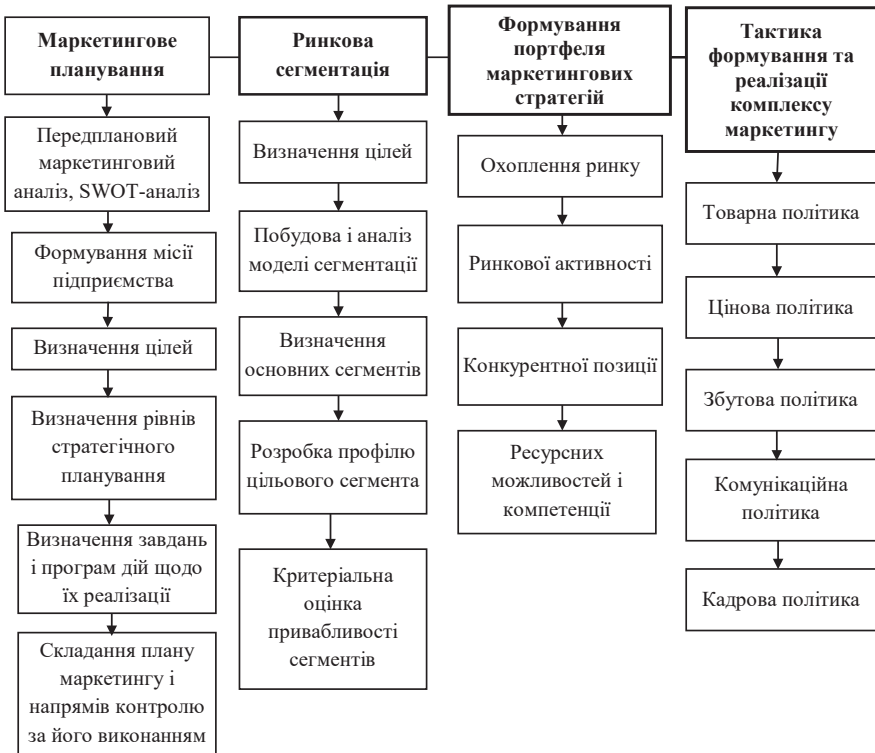 Маркетингове
планування
Передплановий
маркетинговий
аналіз, SWOT-аналіз
Формування місії
підприємства
Визначення цілей
Визначення рівнів
стратегічного
планування
Визначення завдань
і програм дій щодо
їх реалізації
Складання плану
маркетингу і
напрямів контролю
за його виконанням
Ринкова
сегментація
Визначення цілей
Побудова і аналіз
моделі сегментації
Визначення
основних сегментів
Розробка профілю
цільового сегмента
Критеріальна
оцінка
привабливості
сегментів
Формування
портфеля
маркетингових
стратегій
Охоплення ринку
Ринкової активності
Конкурентної позиції
Ресурсних
можливостей і
компетенції
Тактика
формування та
реалізації
комплексу
маркетингу
Товарна політика
Цінова політика
Збутова політика
Комунікаційна
політика
Кадрова політика